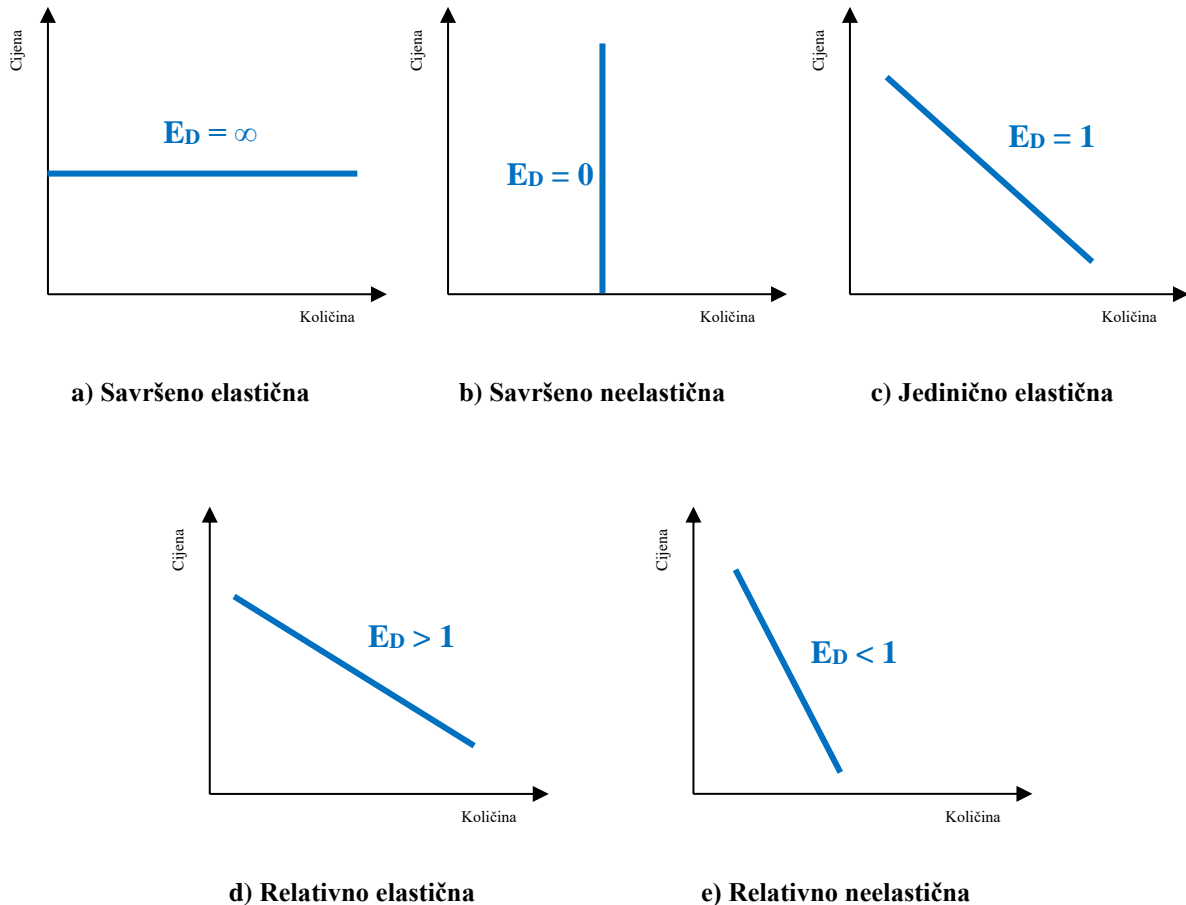 Cijena
E_D = ∞
Količina
a) Savršeno elastična
Cijena
E_D = 0
Količina
b) Savršeno neelastična
Cijena
E_D = 1
Količina
c) Jedinično elastična
Cijena
E_D > 1
Količina
d) Relativno elastična
Cijena
E_D < 1
Količina
e) Relativno neelastična